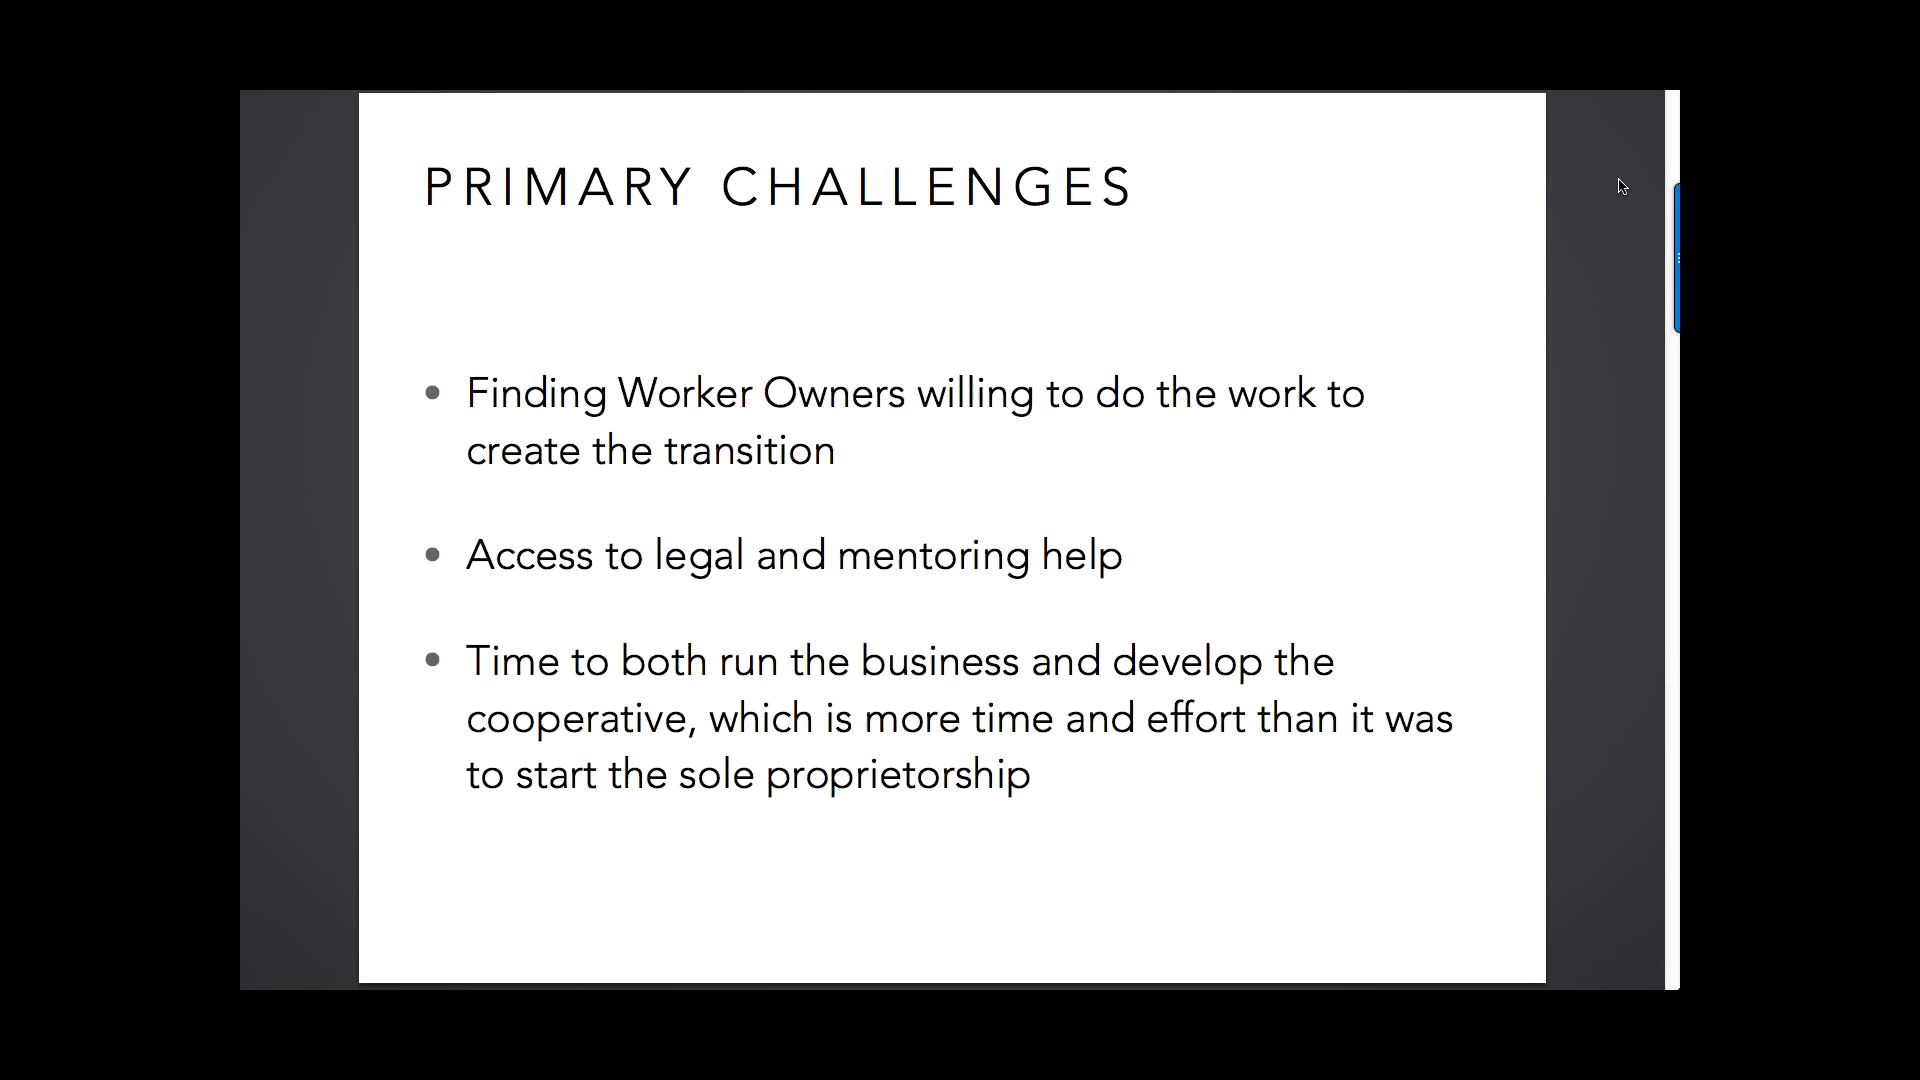 PRIMARY CHALLENGES
• Finding Worker Owners willing to do the work to
create the transition
• Access to legal and mentoring help
• Time to both run the business and develop the
cooperative, which is more time and effort than it was
to start the sole proprietorship